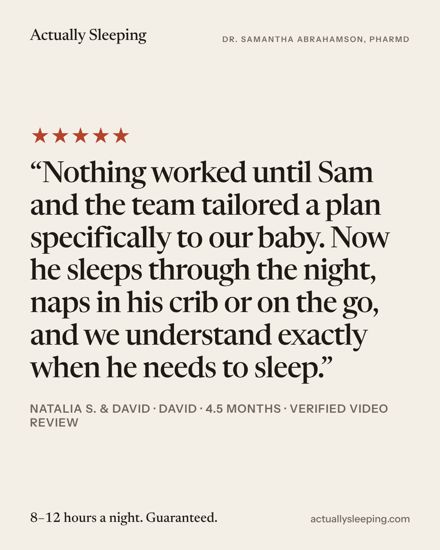 Actually Sleeping
DR. SAMANTHA ABRAHAMSON, PHARMD
★★★★★
“Nothing worked until Sam
and the team tailored a plan
specifically to our baby. Now
he sleeps through the night,
naps in his crib or on the go,
and we understand exactly
when he needs to sleep.”
NATALIA S. & DAVID · DAVID · 4.5 MONTHS · VERIFIED VIDEO
REVIEW
8–12 hours a night. Guaranteed.
actuallysleeping.com